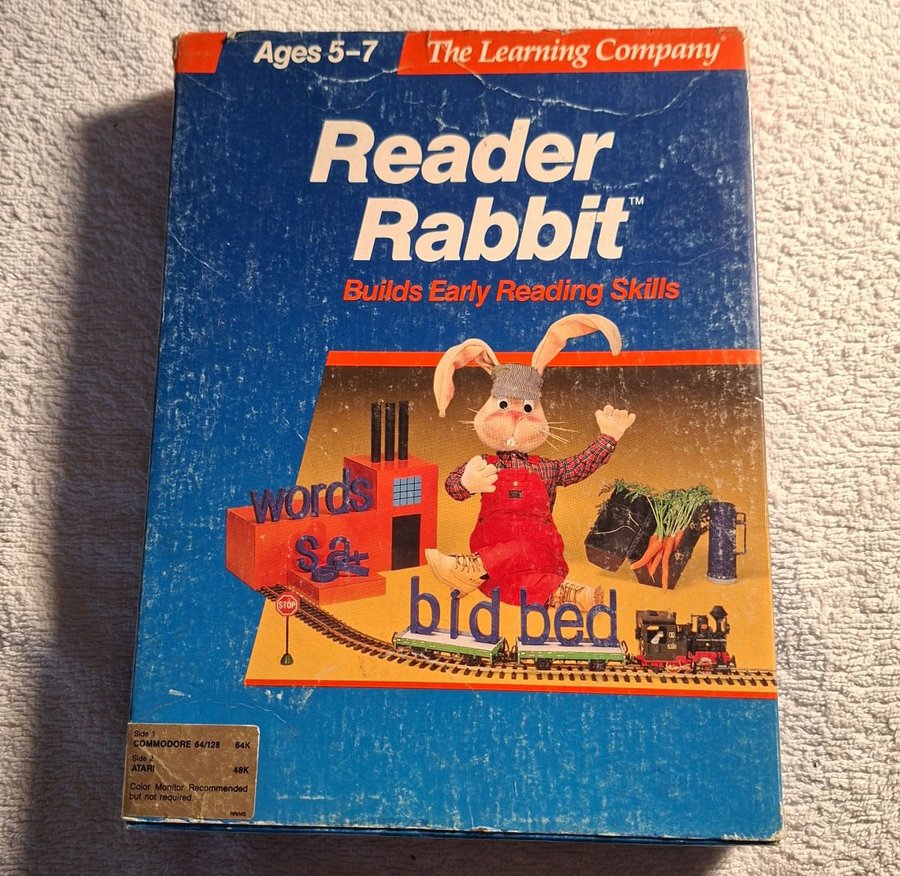 Ages 5–7
The Learning Company
Reader
Rabbit™
Builds Early Reading Skills
words
sat
STOP
bid bed
Side 1
COMMODORE 64/128 64K
Side 2
ATARI 48K
Color Monitor Recommended
but not required.